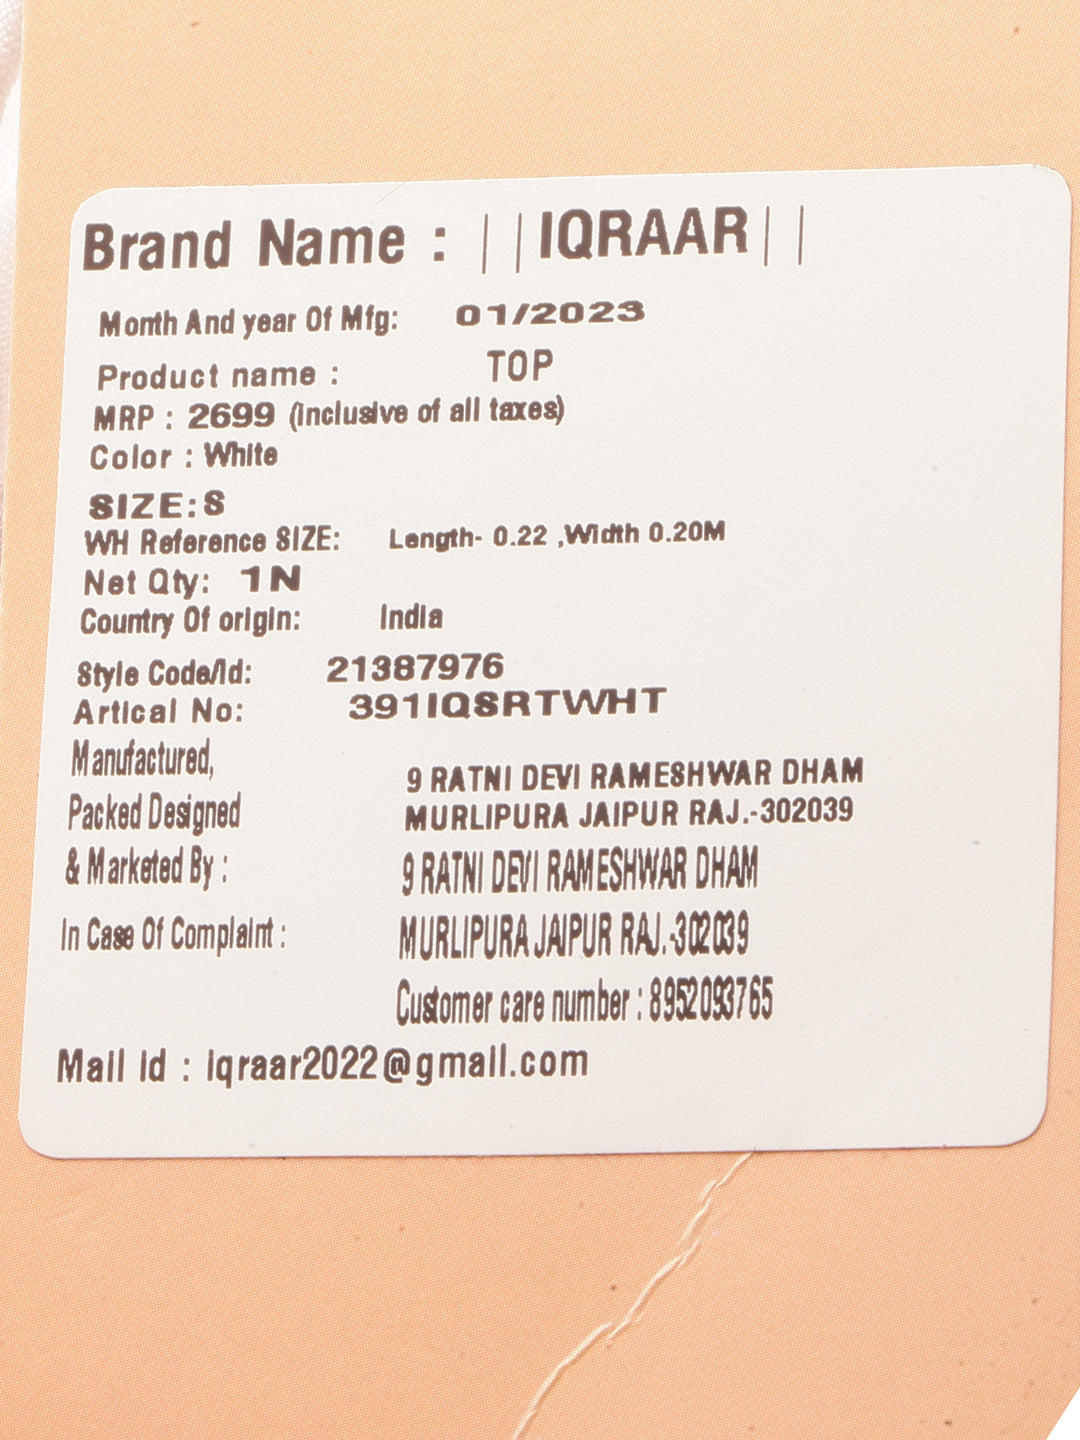 Brand Name : ||IQRAAR||
Month And year Of Mfg: 01/2023
Product name : TOP
MRP : 2699 (Inclusive of all taxes)
Color : White
SIZE:S
WH Reference SIZE: Length- 0.22 ,Width 0.20M
Net Qty: 1N
Country Of origin: India
Style Code/Id: 21387976
Artical No: 391IQSRTWHT
Manufactured,
Packed Designed
& Marketed By :
9 RATNI DEVI RAMESHWAR DHAM
MURLIPURA JAIPUR RAJ.-302039
In Case Of Complaint :
9 RATNI DEVI RAMESHWAR DHAM
MURLIPURA JAIPUR RAJ.-302039
Customer care number : 8952093765
Mail Id : iqraar2022@gmail.com